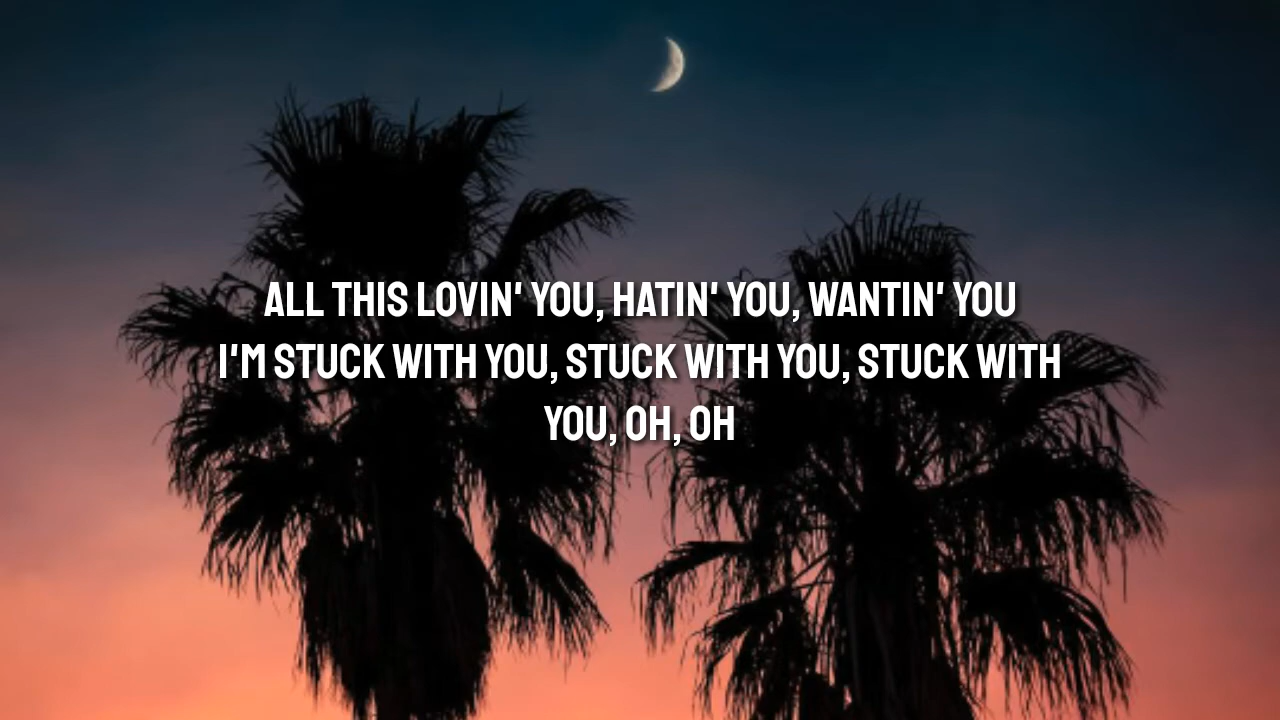 ALL THIS LOVIN' YOU, HATIN' YOU, WANTIN' YOU
I'M STUCK WITH YOU, STUCK WITH YOU, STUCK WITH
YOU, OH, OH